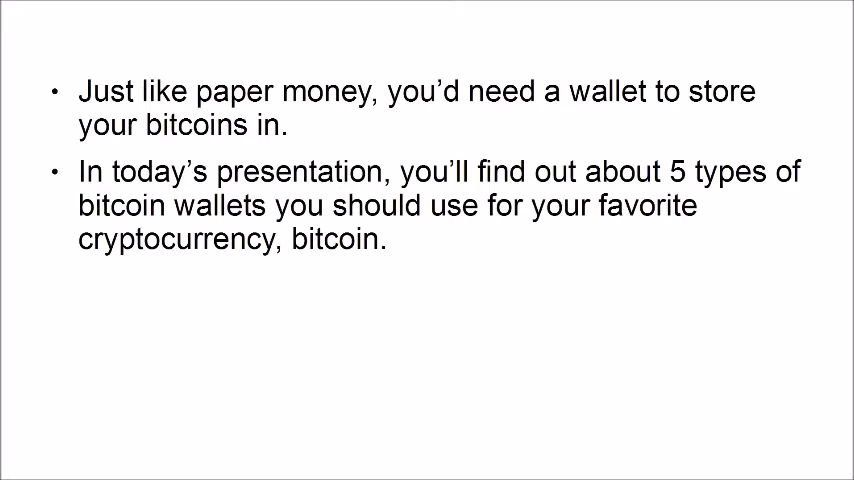 • Just like paper money, you’d need a wallet to store
your bitcoins in.
• In today’s presentation, you’ll find out about 5 types of
bitcoin wallets you should use for your favorite
cryptocurrency, bitcoin.